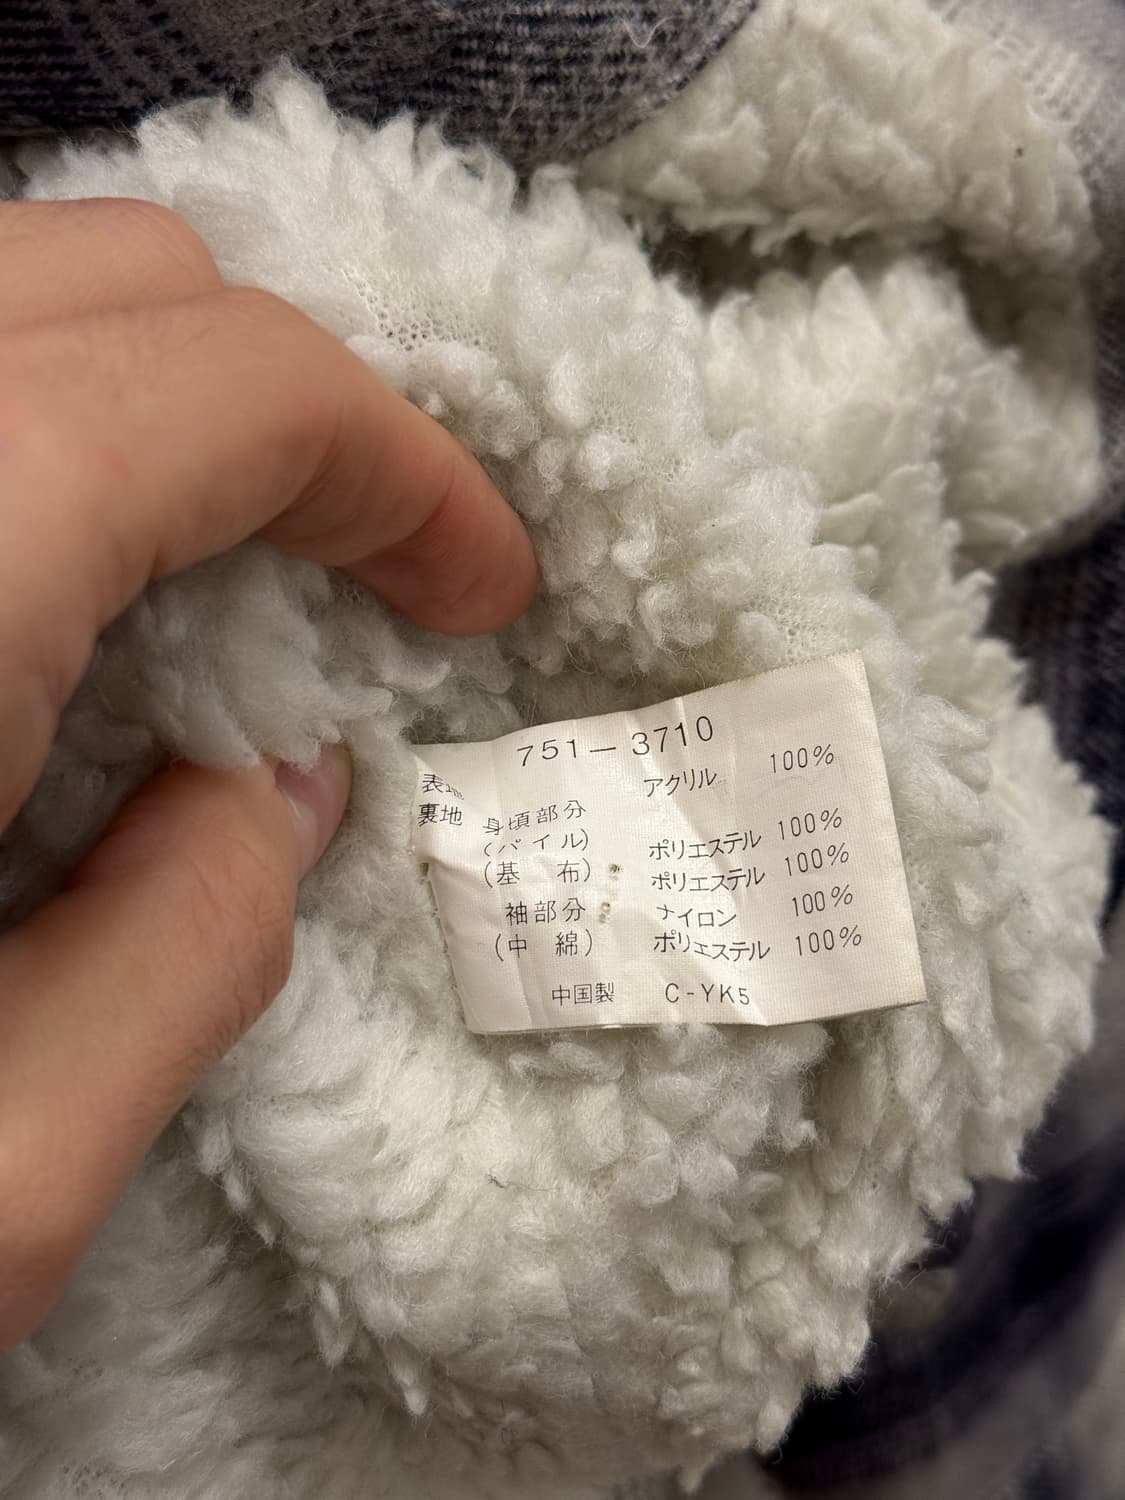 751-3710
表地 アクリル 100%
裏地 身頃部分
(パイル) ポリエステル 100%
(基 布) ポリエステル 100%
袖部分 ナイロン 100%
(中 綿) ポリエステル 100%
中国製 C-YK5